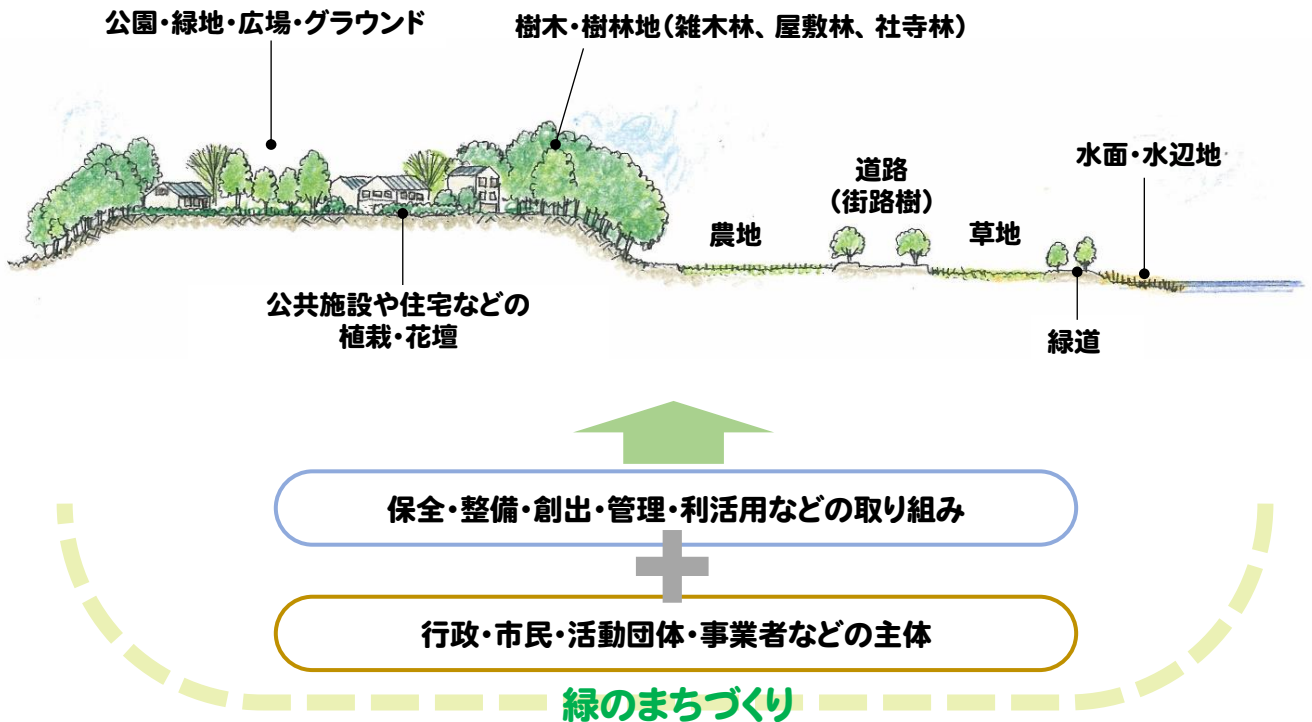 公園・緑地・広場・グラウンド
樹木・樹林地（雑木林、屋敷林、社寺林）
水面・水辺地
道路
（街路樹）
農地
草地
公共施設や住宅などの
植栽・花壇
緑道
保全・整備・創出・管理・利活用などの取り組み
行政・市民・活動団体・事業者などの主体
緑のまちづくり